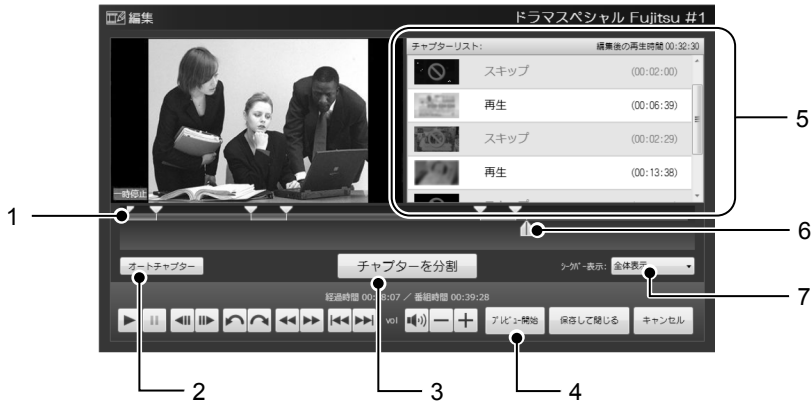 編集
ドラマスペシャル Fujitsu #1
チャプターリスト:
編集後の再生時間 00:32:30
スキップ (00:02:00)
再生 (00:06:39)
スキップ (00:02:29)
再生 (00:13:38)
一時停止
1
5
6
オートチャプター
チャプターを分割
シークバー表示: 全体表示
7
経過時間 00: 8:07 / 番組時間 00:39:28
vol
プレビュー開始
保存して閉じる
キャンセル
2
3
4